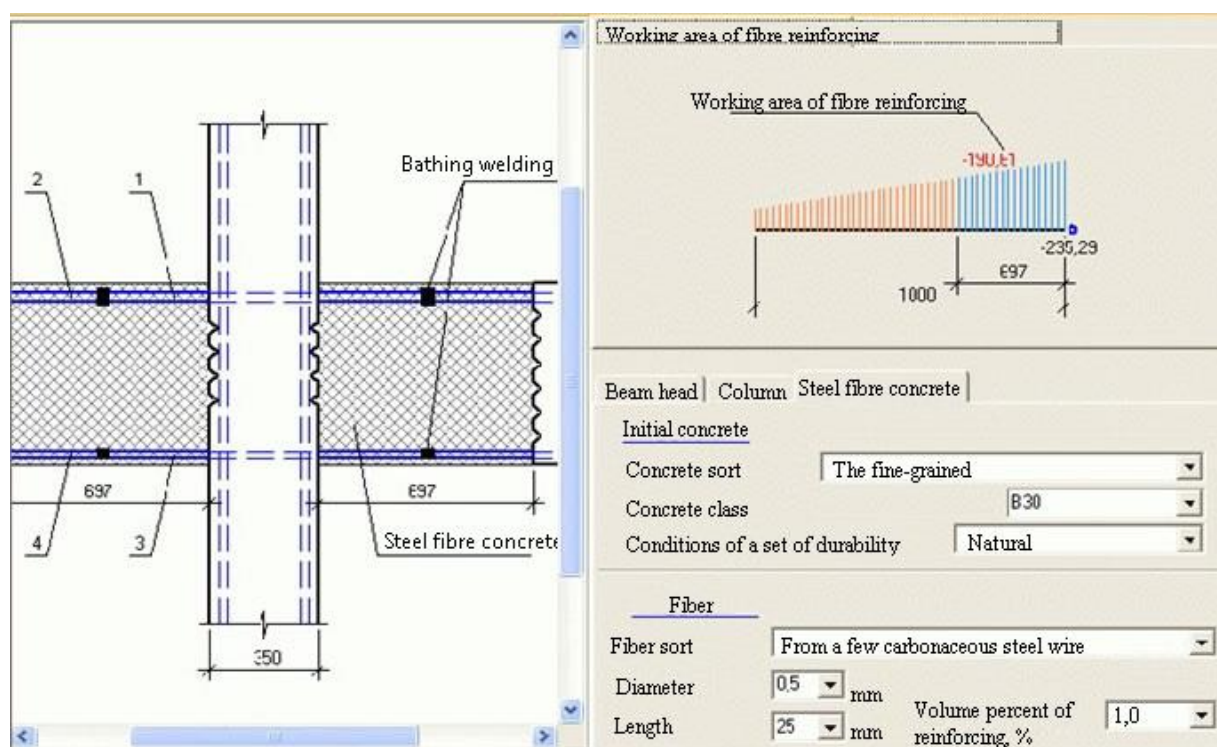 2
1
Bathing welding
697
697
4
3
Steel fibre concrete
350
Working area of fibre reinforcing
Working area of fibre reinforcing
-190,61
-235,29
697
1000
Beam head
Column
Steel fibre concrete
Initial concrete
Concrete sort
The fine-grained
Concrete class
B30
Conditions of a set of durability
Natural
Fiber
Fiber sort
From a few carbonaceous steel wire
Diameter
0,5
mm
Length
25
mm
Volume percent of
reinforcing, %
1,0